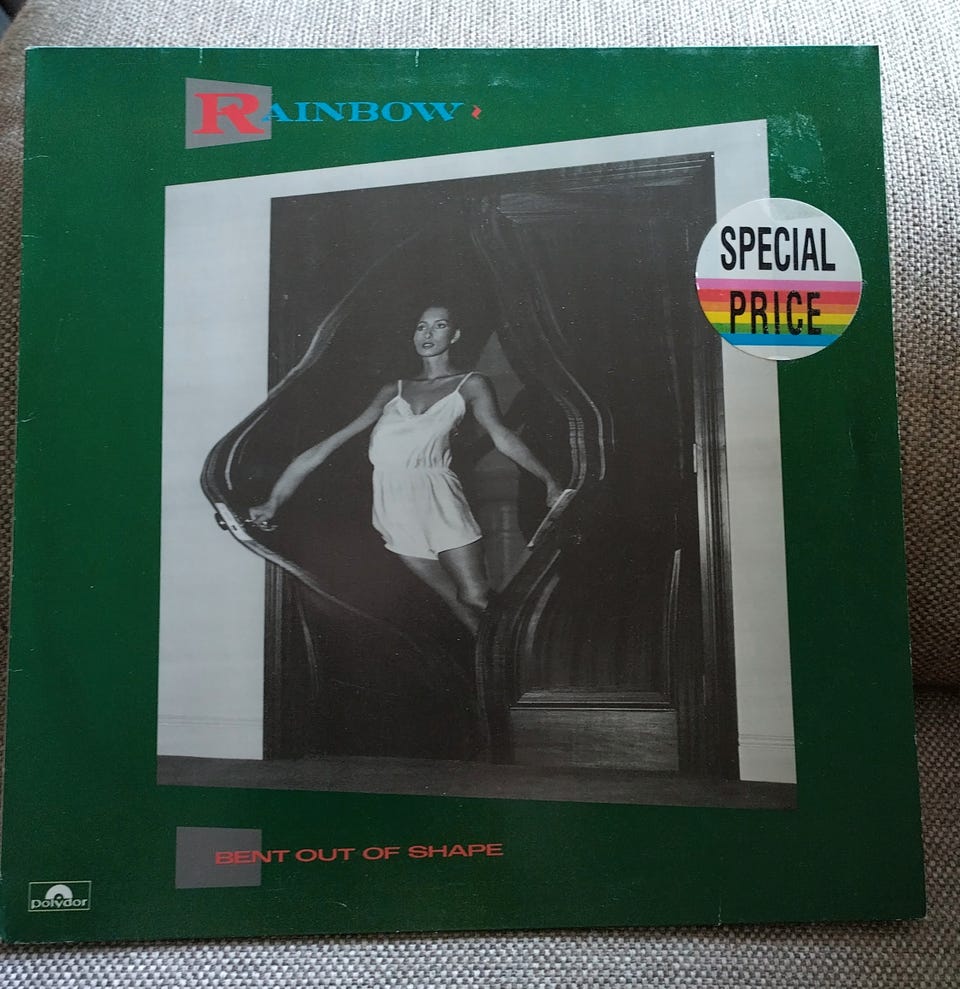 RAINBOW
SPECIAL
PRICE
BENT OUT OF SHAPE
polydor